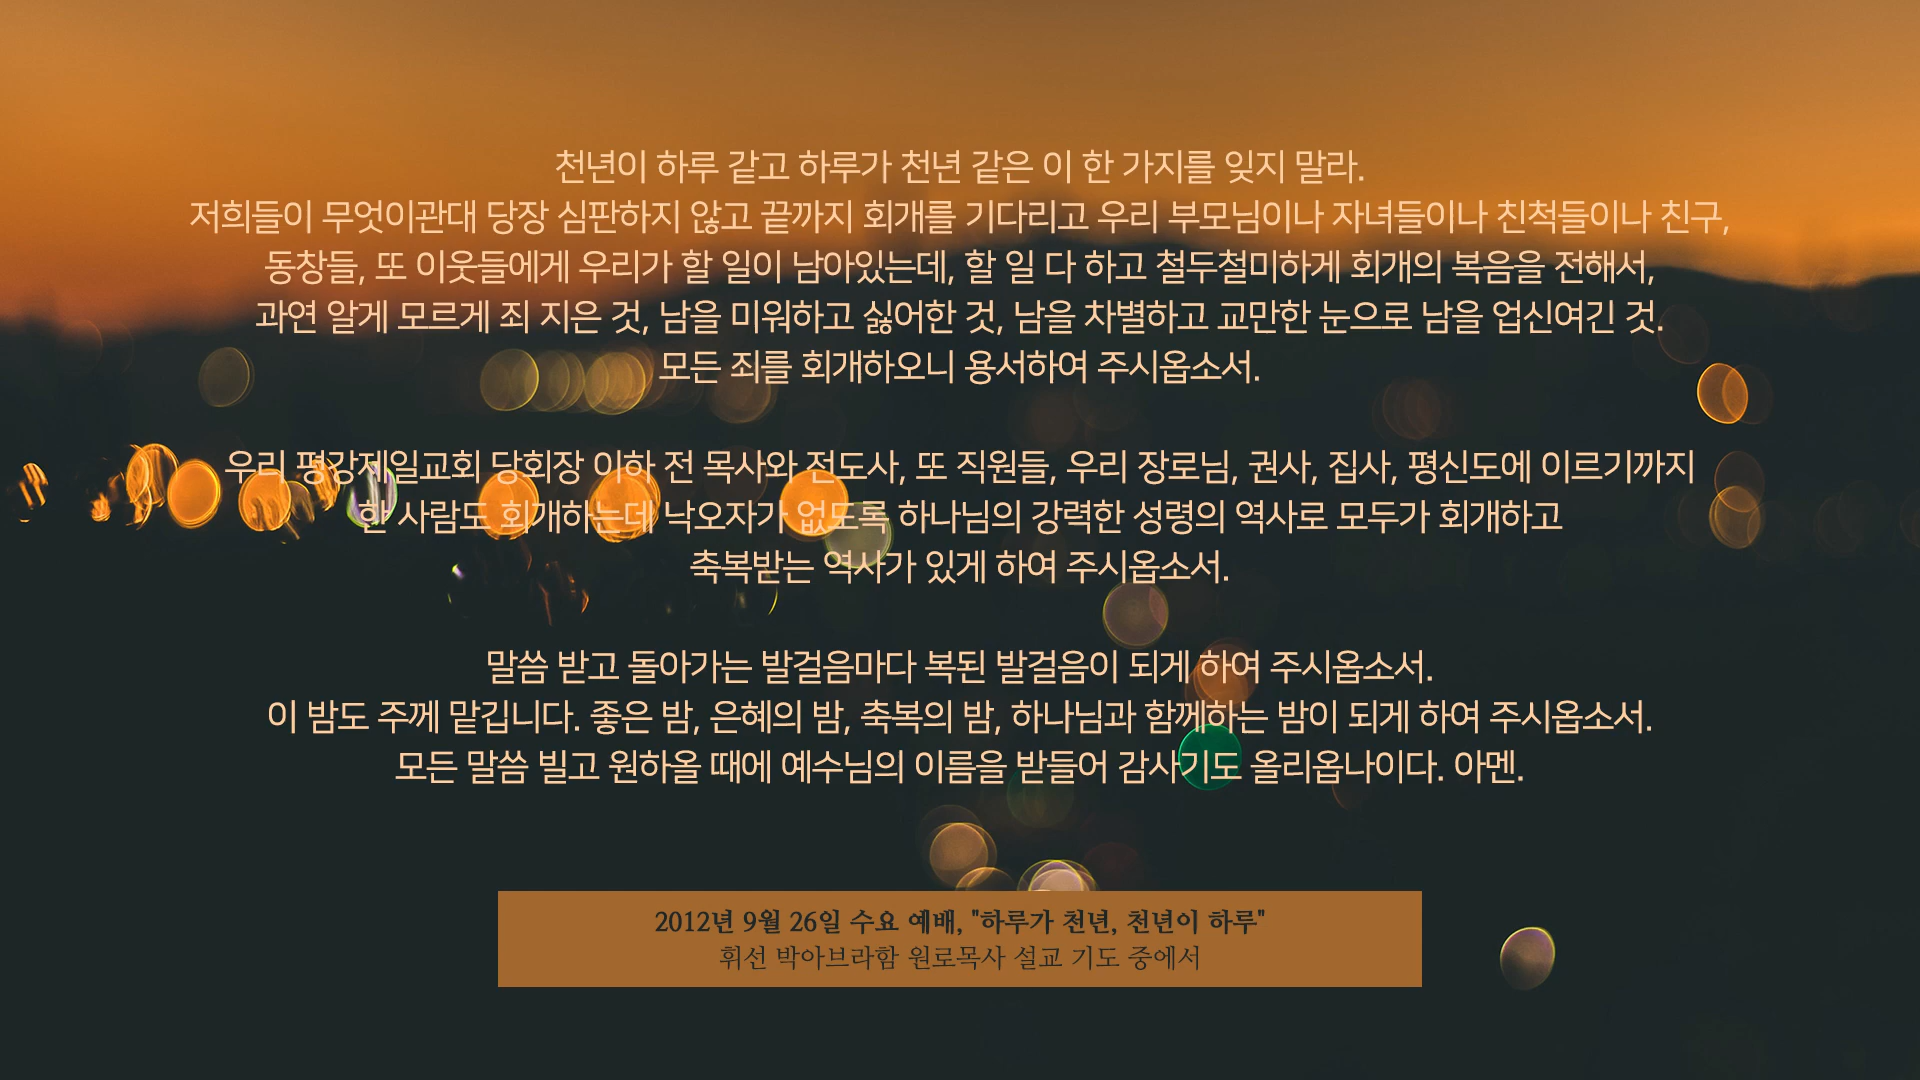 천년이 하루 같고 하루가 천년 같은 이 한 가지를 잊지 말라.
저희들이 무엇이관대 당장 심판하지 않고 끝까지 회개를 기다리고 우리 부모님이나 자녀들이나 친척들이나 친구,
동창들, 또 이웃들에게 우리가 할 일이 남아있는데, 할 일 다 하고 철두철미하게 회개의 복음을 전해서,
과연 알게 모르게 죄 지은 것, 남을 미워하고 싫어한 것, 남을 차별하고 교만한 눈으로 남을 업신여긴 것.
모든 죄를 회개하오니 용서하여 주시옵소서.
우리 평강제일교회 당회장 이하 전 목사와 전도사, 또 직원들, 우리 장로님, 권사, 집사, 평신도에 이르기까지
한 사람도 회개하는데 낙오자가 없도록 하나님의 강력한 성령의 역사로 모두가 회개하고
축복받는 역사가 있게 하여 주시옵소서.
말씀 받고 돌아가는 발걸음마다 복된 발걸음이 되게 하여 주시옵소서.
이 밤도 주께 맡깁니다. 좋은 밤, 은혜의 밤, 축복의 밤, 하나님과 함께하는 밤이 되게 하여 주시옵소서.
모든 말씀 빌고 원하올 때에 예수님의 이름을 받들어 감사기도 올리옵나이다. 아멘.
2012년 9월 26일 수요 예배, "하루가 천년, 천년이 하루"
휘선 박아브라함 원로목사 설교 기도 중에서